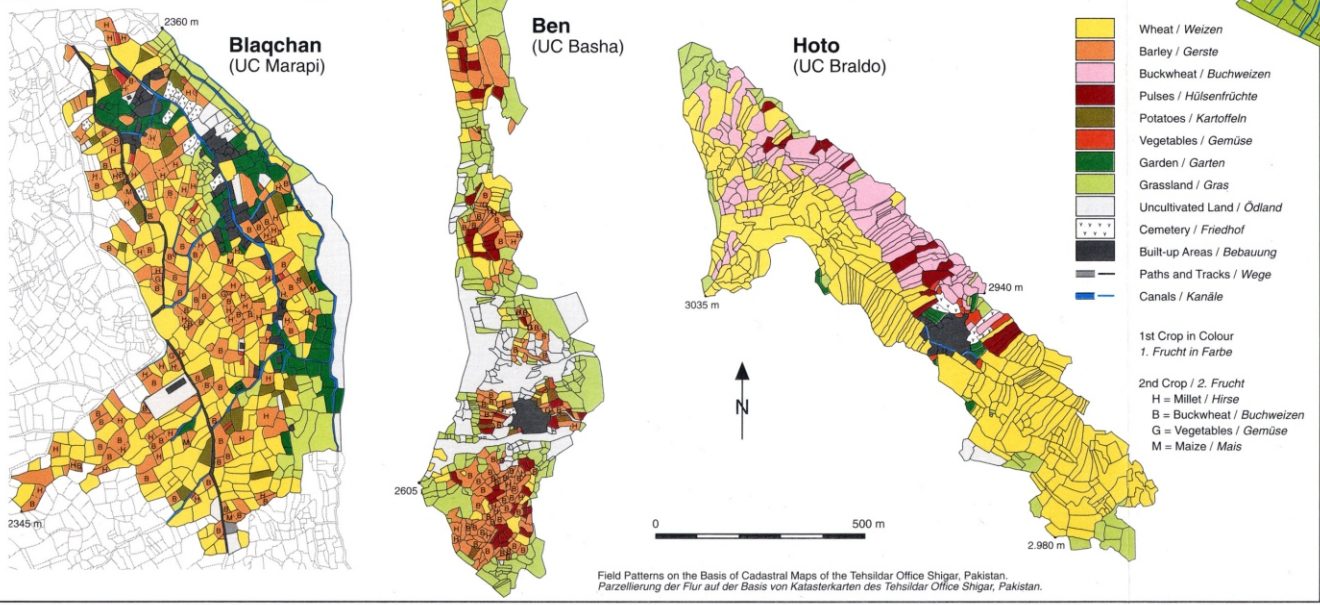 2360 m
Blaqchan
(UC Marapi)
2345 m
Ben
(UC Basha)
2605
Hoto
(UC Braldo)
3035 m
2940 m
2.980 m
N
0 500 m
Wheat / Weizen
Barley / Gerste
Buckwheat / Buchweizen
Pulses / Hülsenfrüchte
Potatoes / Kartoffeln
Vegetables / Gemüse
Garden / Garten
Grassland / Gras
Uncultivated Land / Ödland
Cemetery / Friedhof
Built-up Areas / Bebauung
Paths and Tracks / Wege
Canals / Kanäle
1st Crop in Colour
1. Frucht in Farbe
2nd Crop / 2. Frucht
H = Millet / Hirse
B = Buckwheat / Buchweizen
G = Vegetables / Gemüse
M = Maize / Mais
Field Patterns on the Basis of Cadastral Maps of the Tehsildar Office Shigar, Pakistan.
Parzellierung der Flur auf der Basis von Katasterkarten des Tehsildar Office Shigar, Pakistan.